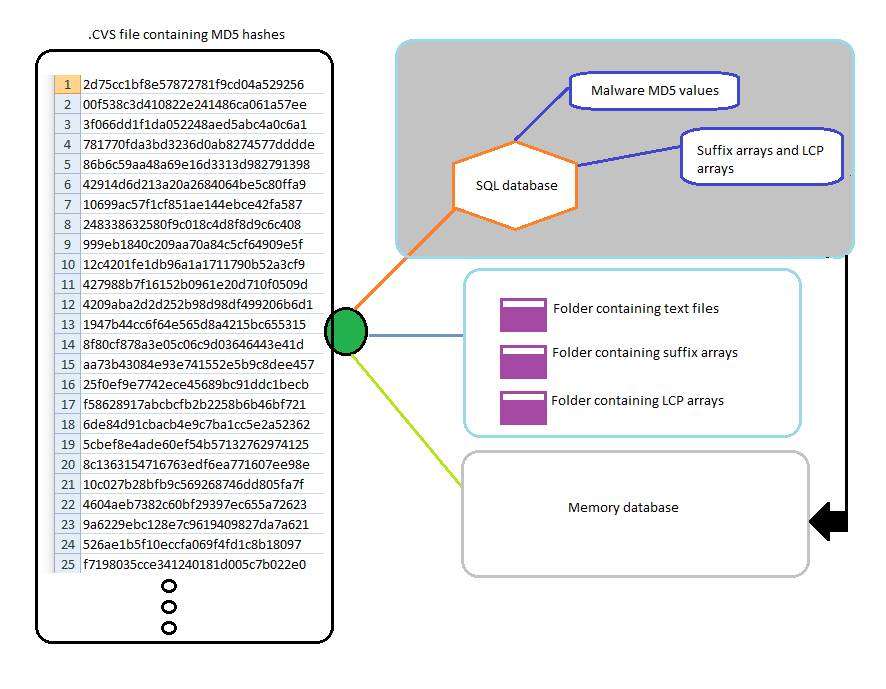 .CVS file containing MD5 hashes
1 2d75cc1bf8e57872781f9cd04a529256
2 00f538c3d410822e241486ca061a57ee
3 3f066dd1f1da052248aed5abc4a0c6a1
4 781770fda3bd3236d0ab8274577dddde
5 86b6c59aa48a69e16d3313d982791398
6 42914d6d213a20a2684064be5c80ffa9
7 10699ac57f1cf851ae144ebce42fa587
8 248338632580f9c018c4d8f8d9c6c408
9 999eb1840c209aa70a84c5cf64909e5f
10 12c4201fe1db96a1a1711790b52a3cf9
11 427988b7f16152b0961e20d710f0509d
12 4209aba2d2d252b98d98df499206b6d1
13 1947b44cc6f64e565d8a4215bc655315
14 8f80cf878a3e05c06c9d03646443e41d
15 aa73b43084e93e741552e5b9c8dee457
16 25f0ef9e7742ece45689bc91ddc1becb
17 f58628917abcbcfb2b2258b6b46bf721
18 6de84d91cbacb4e9c7ba1cc5e2a52362
19 5cbef8e4ade60ef54b57132762974125
20 8c1363154716763edf6ea771607ee98e
21 10c027b28bfb9c569268746dd805fa7f
22 4604aeb7382c60bf29397ec655a72623
23 9a6229ebc128e7c9619409827da7a621
24 526ae1b5f10eccfa069f4fd1c8b18097
25 f7198035cce341240181d005c7b022e0
Malware MD5 values
Suffix arrays and LCP
arrays
SQL database
Folder containing text files
Folder containing suffix arrays
Folder containing LCP arrays
Memory database